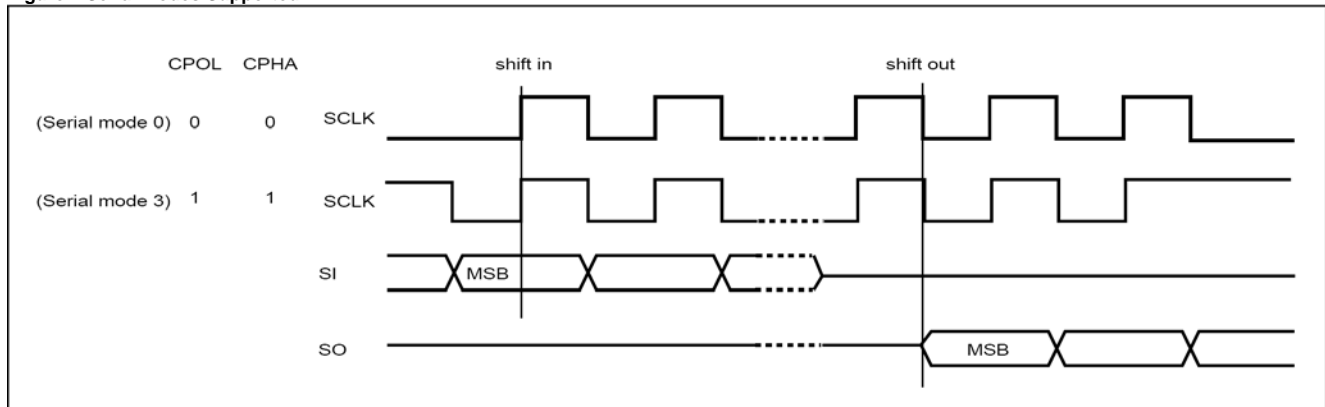 CPOL CPHA shift in shift out
(Serial mode 0) 0 0 SCLK
(Serial mode 3) 1 1 SCLK
SI MSB
SO MSB